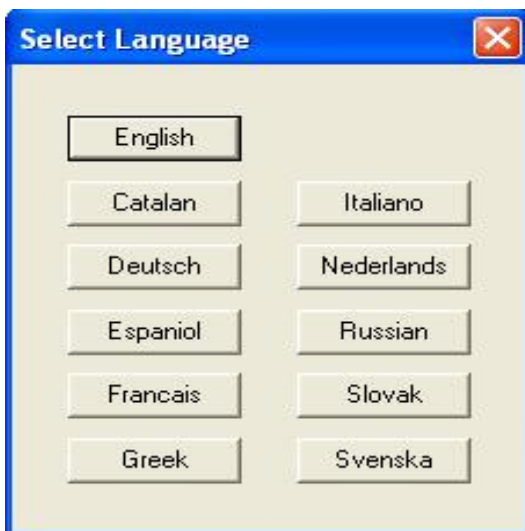 Select Language
English
Catalan
Italiano
Deutsch
Nederlands
Espaniol
Russian
Francais
Slovak
Greek
Svenska